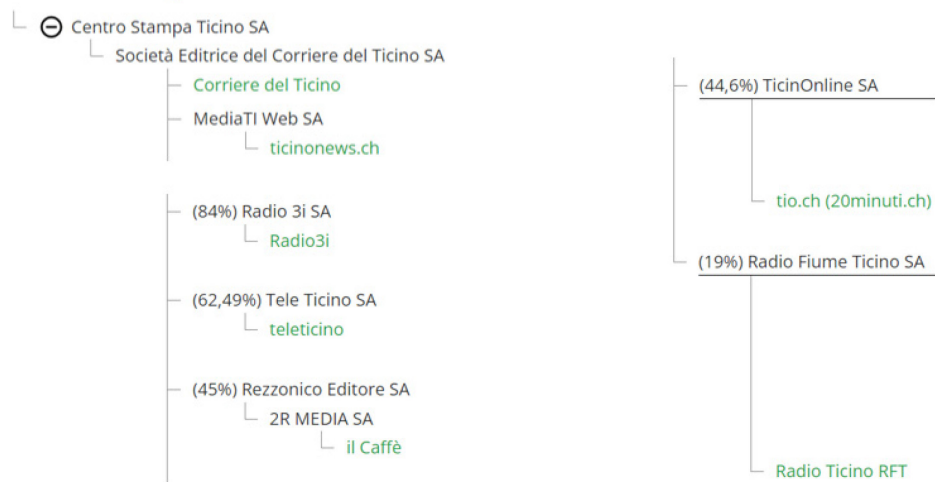 Centro Stampa Ticino SA
Società Editrice del Corriere del Ticino SA
Corriere del Ticino
MediaTI Web SA
ticinonews.ch
(84%) Radio 3i SA
Radio3i
(62,49%) Tele Ticino SA
teleticino
(45%) Rezzonico Editore SA
2R MEDIA SA
il Caffè
(44,6%) TicinOnline SA
tio.ch (20minuti.ch)
(19%) Radio Fiume Ticino SA
Radio Ticino RFT